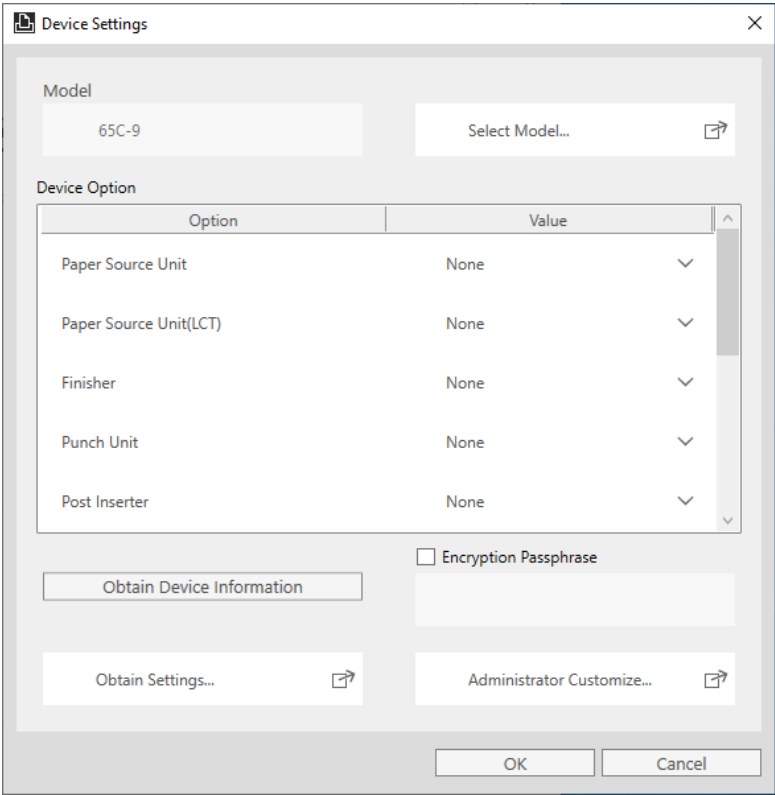 Device Settings
Model
65C-9
Select Model...
Device Option
Option Value
Paper Source Unit None
Paper Source Unit(LCT) None
Finisher None
Punch Unit None
Post Inserter None
Encryption Passphrase
Obtain Device Information
Obtain Settings...
Administrator Customize...
OK Cancel